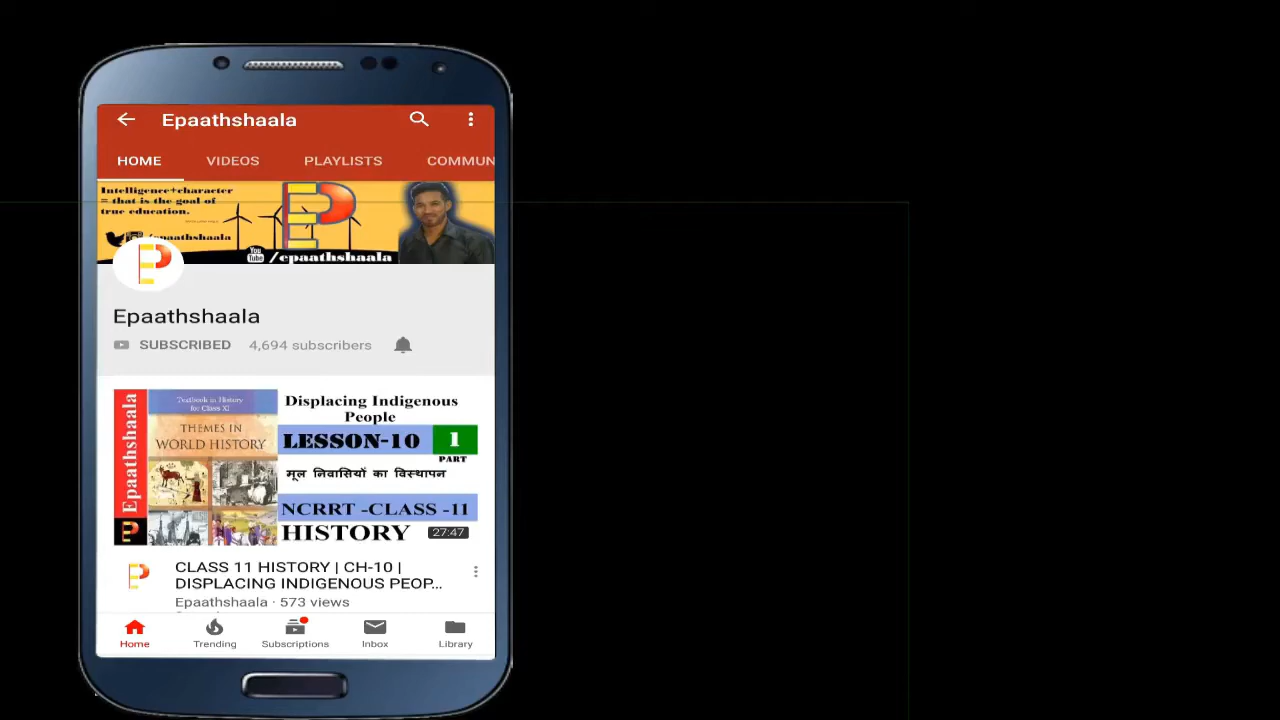 Epaathshaala
HOME VIDEOS PLAYLISTS COMMUN
Intelligence+character
= that is the goal of
true education.
/epaathshaala
You
Tube /epaathshaala
EP
Epaathshaala
SUBSCRIBED 4,694 subscribers
Epaathshaala
Textbook in History
for Class XI
THEMES IN
WORLD HISTORY
Displacing Indigenous
People
LESSON-10 1
PART
मूल निवासियों का विस्थापन
NCRRT -CLASS -11
HISTORY 27:47
CLASS 11 HISTORY | CH-10 |
DISPLACING INDIGENOUS PEOP...
Epaathshaala · 573 views
Home Trending Subscriptions Inbox Library